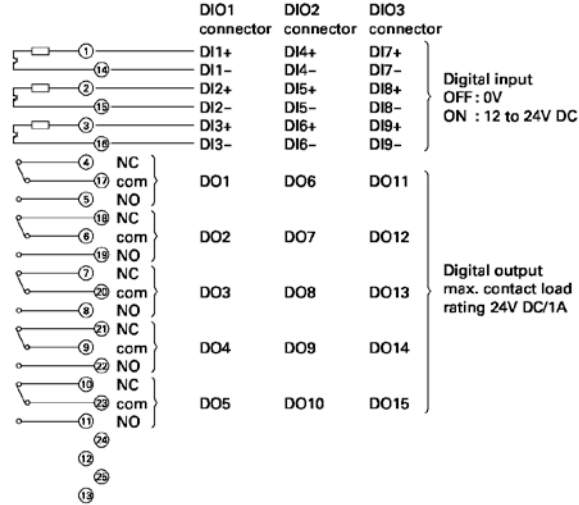 DIO1 DIO2 DIO3
connector connector connector
1 DI1+ DI4+ DI7+
14 DI1− DI4− DI7−
2 DI2+ DI5+ DI8+
15 DI2− DI5− DI8−
3 DI3+ DI6+ DI9+
16 DI3− DI6− DI9−
Digital input
OFF : 0V
ON : 12 to 24V DC
4 NC
17 com DO1 DO6 DO11
5 NO
18 NC
6 com DO2 DO7 DO12
19 NO
7 NC
20 com DO3 DO8 DO13
8 NO
21 NC
9 com DO4 DO9 DO14
22 NO
10 NC
23 com DO5 DO10 DO15
11 NO
Digital output
max. contact load
rating 24V DC/1A
24
12
25
13